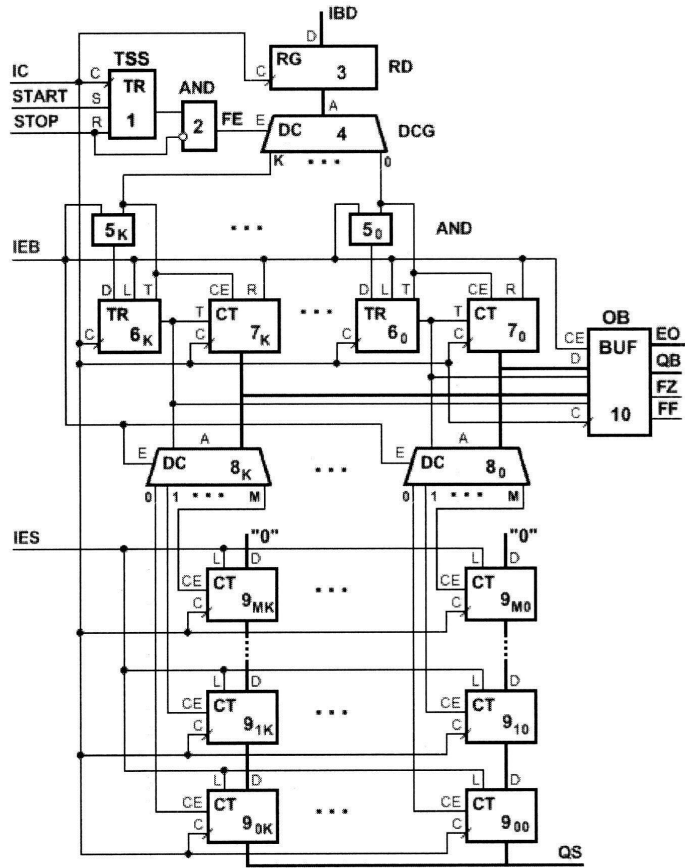 IBD
TSS
D
IC
C
TR
AND
C
RG
3
RD
START
S
A
STOP
R
1
2
FE
E
DC
4
DCG
K
...
0
5K
...
50
AND
IEB
D L T
CE R
D L T
CE R
OB
TR
CT
...
TR
CT
CE
BUF
EO
C
6K
T
C
7K
C
60
T
C
70
D
QB
FZ
C
10
FF
E
A
E
A
DC
8K
...
DC
80
0 1 ... M
0 1 ... M
IES
"0"
"0"
L D
L D
CE
CT
...
CE
CT
C
9MK
C
9M0
L D
L D
CE
CT
...
CE
CT
C
91K
C
910
L D
L D
CE
CT
...
CE
CT
C
90K
C
900
QS